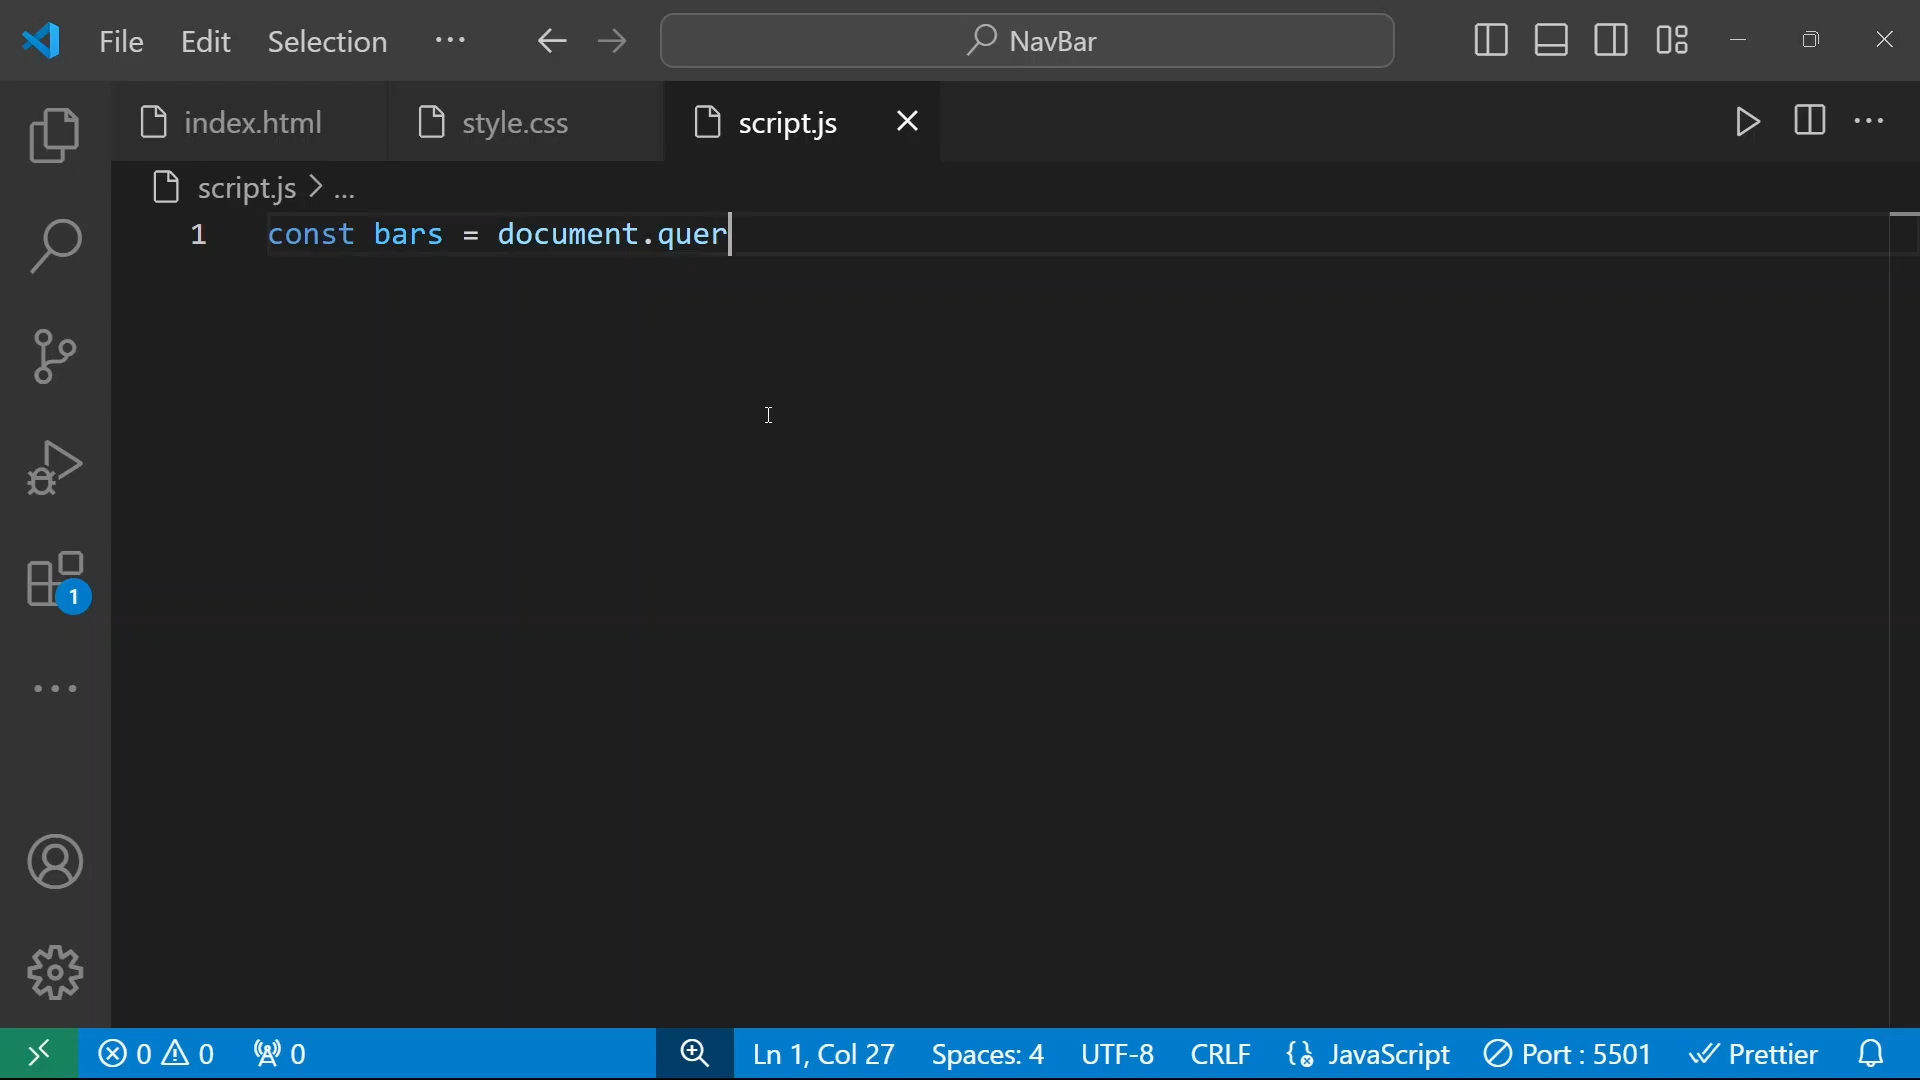 File Edit Selection ··· NavBar
index.html style.css script.js
script.js > ...
1 const bars = document.quer
1
0 0 0 Ln 1, Col 27 Spaces: 4 UTF-8 CRLF JavaScript Port : 5501 Prettier